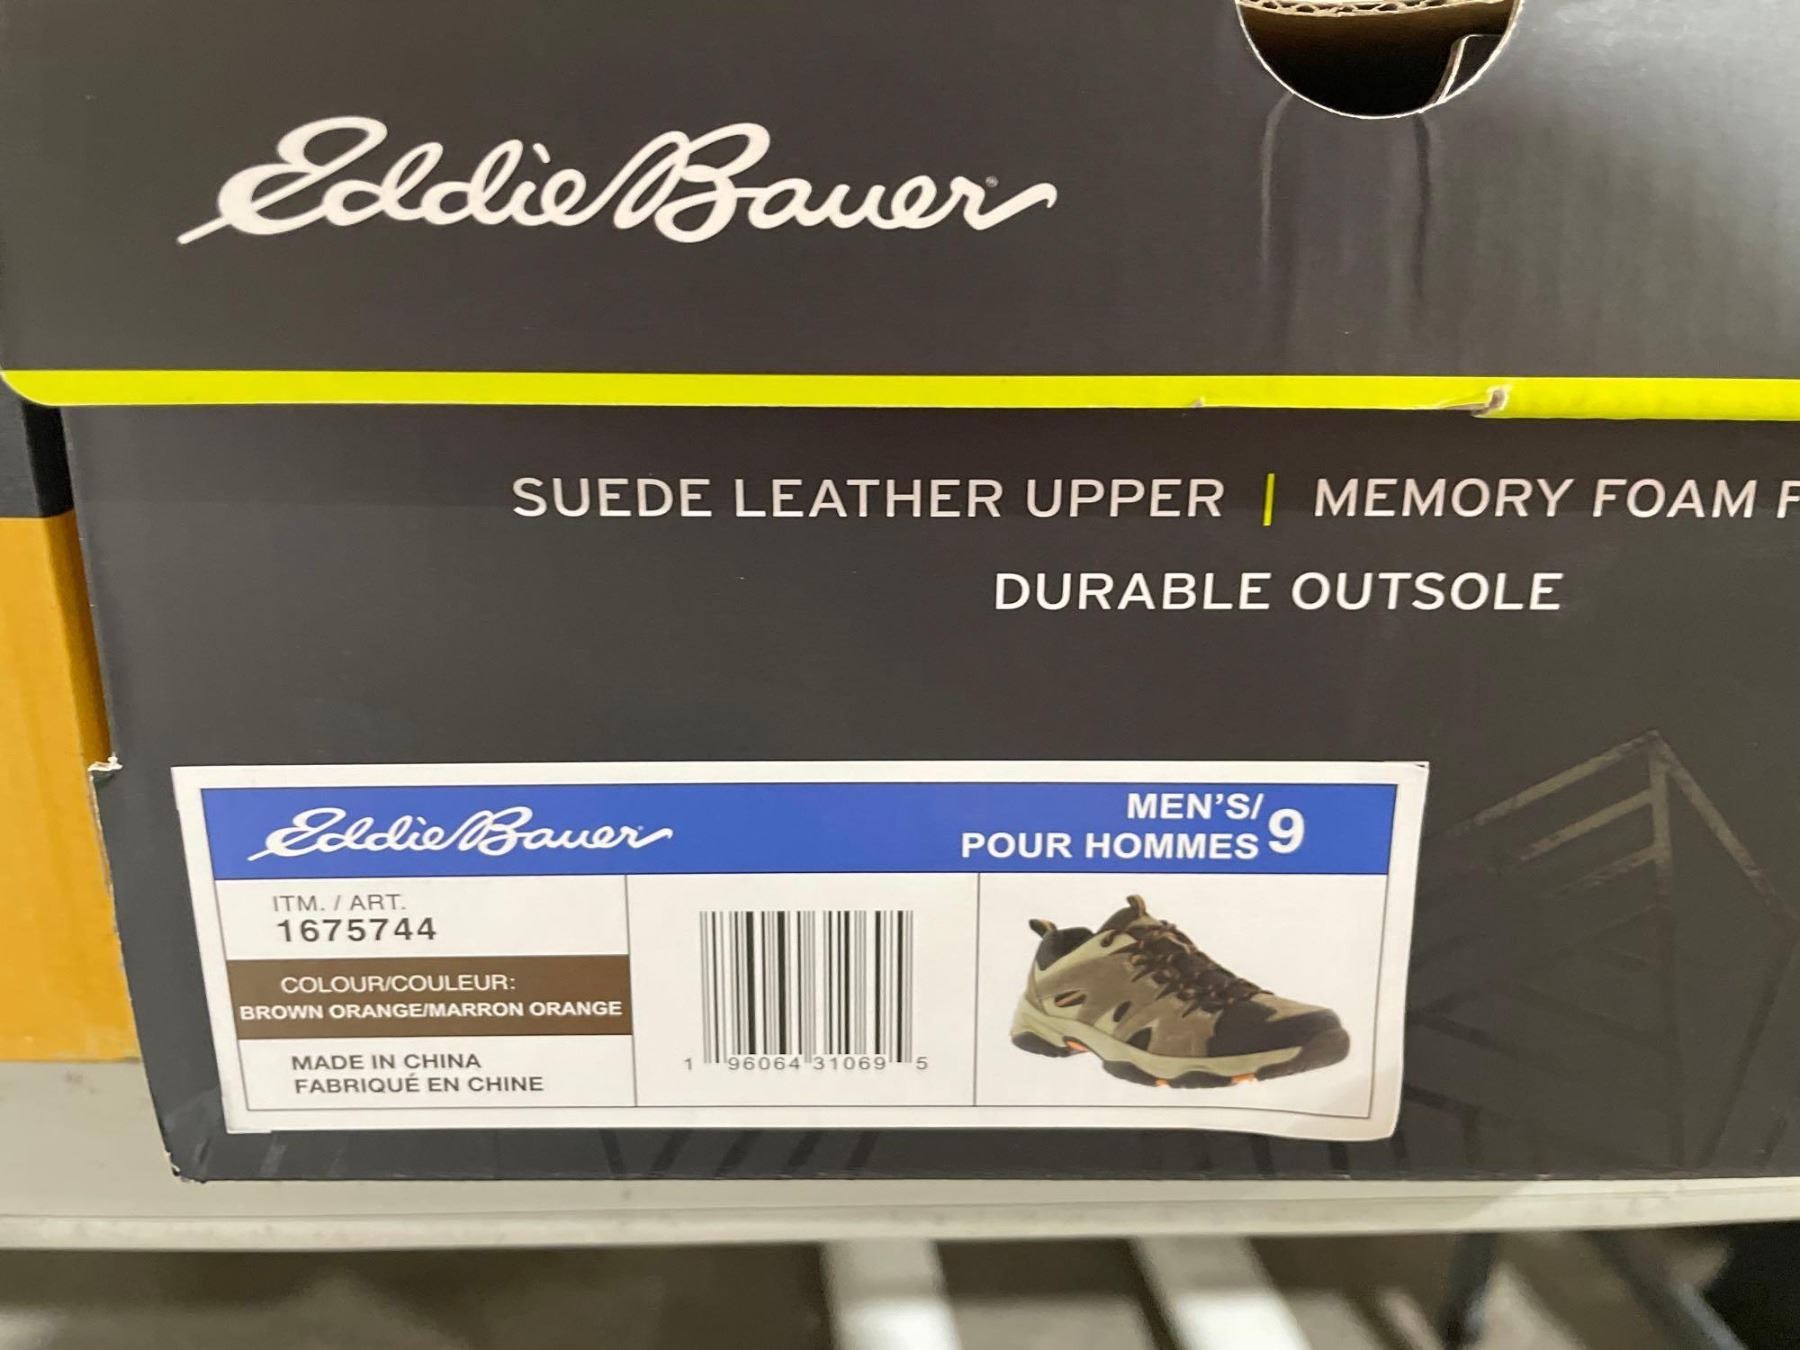 Eddie Bauer
SUEDE LEATHER UPPER | MEMORY FOAM
DURABLE OUTSOLE
Eddie Bauer
MEN'S/
POUR HOMMES 9
ITM. / ART.
1675744
COLOUR/COULEUR:
BROWN ORANGE/MARRON ORANGE
MADE IN CHINA
FABRIQUÉ EN CHINE
1 96064 31069 5